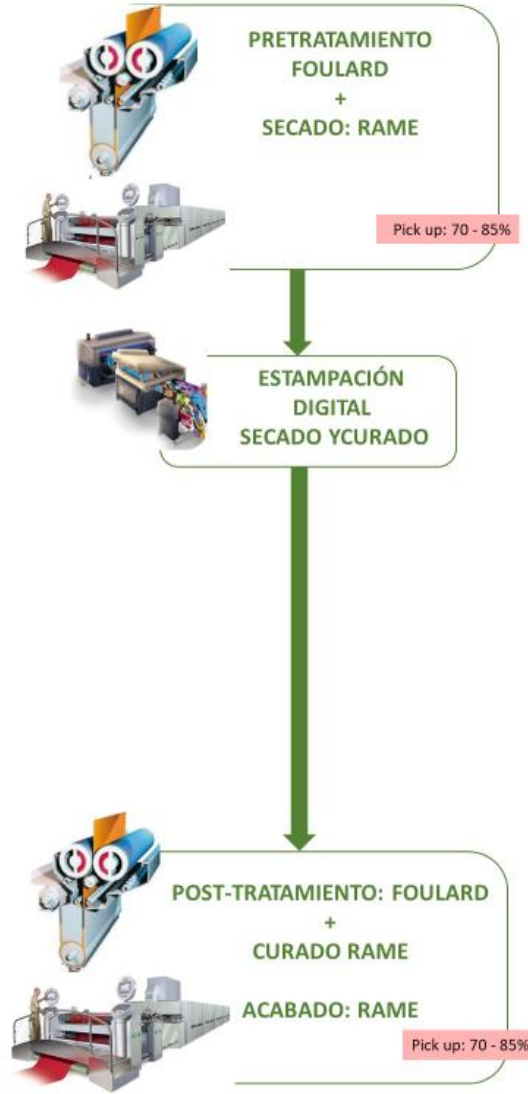 PRETRATAMIENTO
FOULARD
+
SECADO: RAME
Pick up: 70 - 85%
ESTAMPACIÓN
DIGITAL
SECADO YCURADO
POST-TRATAMIENTO: FOULARD
+
CURADO RAME
ACABADO: RAME
Pick up: 70 - 85%